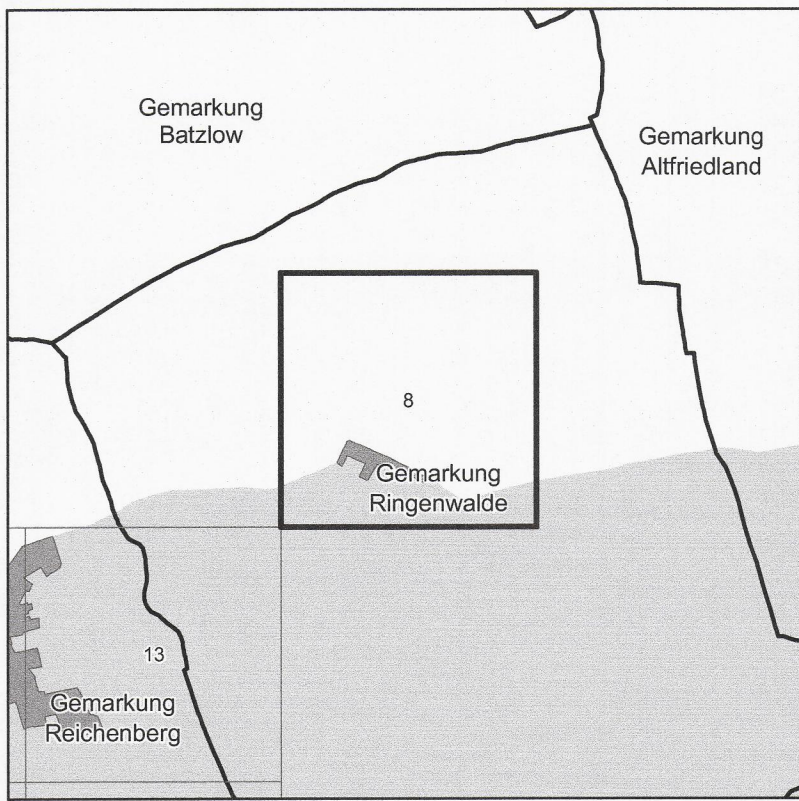 Gemarkung
Batzlow
Gemarkung
Altfriedland
8
Gemarkung
Ringenwalde
13
Gemarkung
Reichenberg